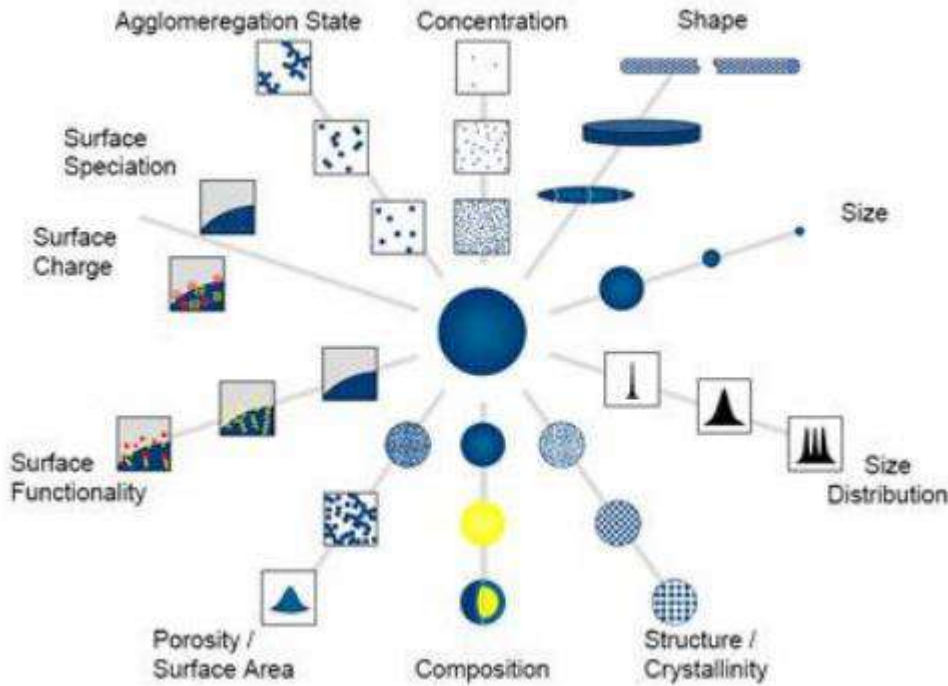 Agglomeregation State
Concentration
Shape
Surface
Speciation
Size
Surface
Charge
Surface
Functionality
Size
Distribution
Porosity /
Surface Area
Composition
Structure /
Crystallinity